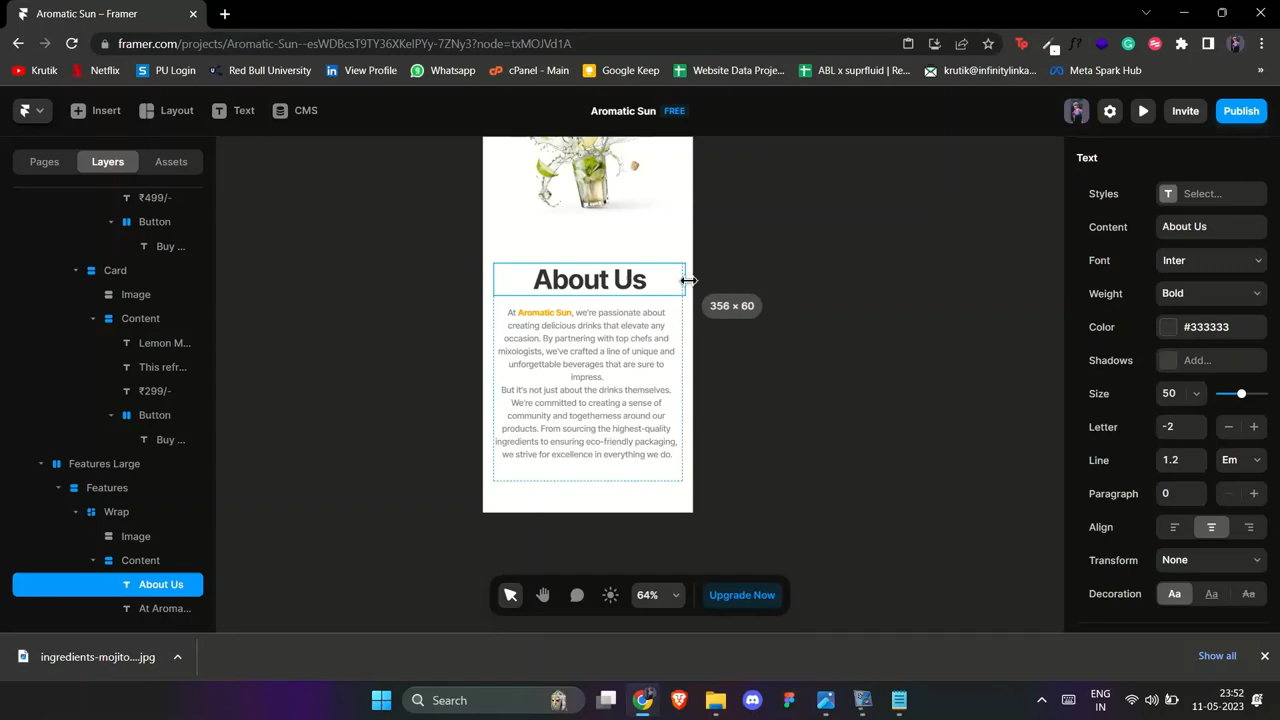 Aromatic Sun – Framer
framer.com/projects/Aromatic-Sun--esWDBcsT9TY36XKeIPYy-7ZNy3?node=txMOJVd1A
Krutik
Netflix
PU Login
Red Bull University
View Profile
Whatsapp
cPanel - Main
Google Keep
Website Data Proje...
ABL x suprfluid | Re...
krutik@infinitylinka...
Meta Spark Hub
Insert
Layout
Text
CMS
Aromatic Sun FREE
Invite
Publish
Pages
Layers
Assets
₹499/-
Button
Buy ...
Card
Image
Content
Lemon M...
This refr...
₹299/-
Button
Buy ...
Features Large
Features
Wrap
Image
Content
About Us
At Aroma...
About Us
356 × 60
At Aromatic Sun, we're passionate about
creating delicious drinks that elevate any
occasion. By partnering with top chefs and
mixologists, we've crafted a line of unique and
unforgettable beverages that are sure to
impress.
But it's not just about the drinks themselves.
We're committed to creating a sense of
community and togetherness around our
products. From sourcing the highest-quality
ingredients to ensuring eco-friendly packaging,
we strive for excellence in everything we do.
64%
Upgrade Now
Text
Styles Select...
Content About Us
Font Inter
Weight Bold
Color #333333
Shadows Add...
Size 50
Letter -2
Line 1.2 Em
Paragraph 0
Align
Transform None
Decoration Aa Aa Aa
ingredients-mojito....jpg
Show all
Search
ENG
IN
23:52
11-05-2023